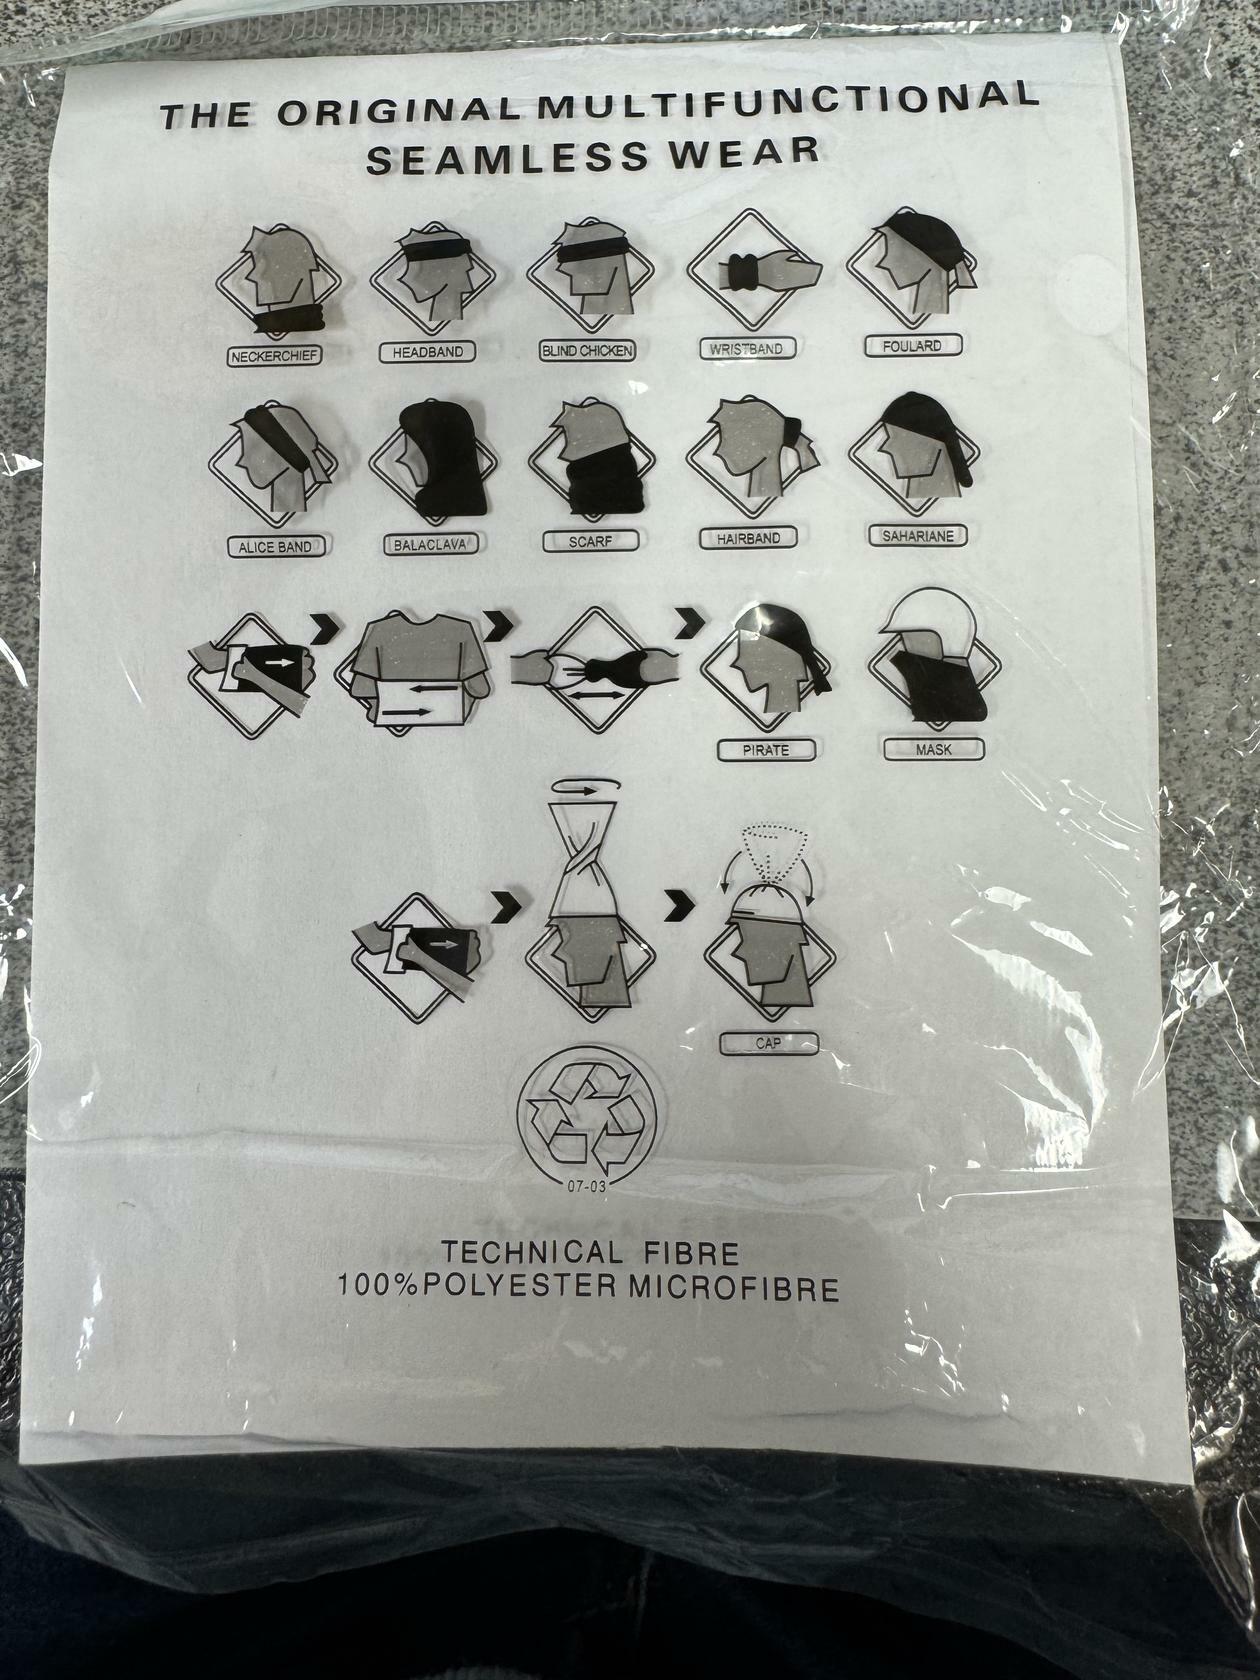 THE ORIGINAL MULTIFUNCTIONAL
SEAMLESS WEAR
NECKERCHIEF
HEADBAND
BLIND CHICKEN
WRISTBAND
FOULARD
ALICE BAND
BALACLAVA
SCARF
HAIRBAND
SAHARIANE
PIRATE
MASK
CAP
07-03
TECHNICAL FIBRE
100%POLYESTER MICROFIBRE